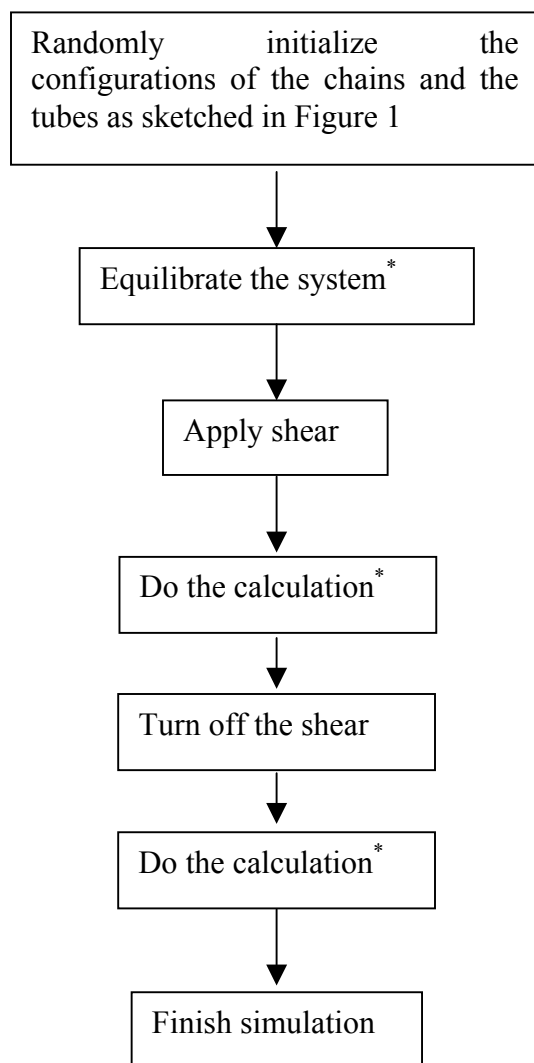 Randomly initialize the
configurations of the chains and the
tubes as sketched in Figure 1
Equilibrate the system*
Apply shear
Do the calculation*
Turn off the shear
Do the calculation*
Finish simulation